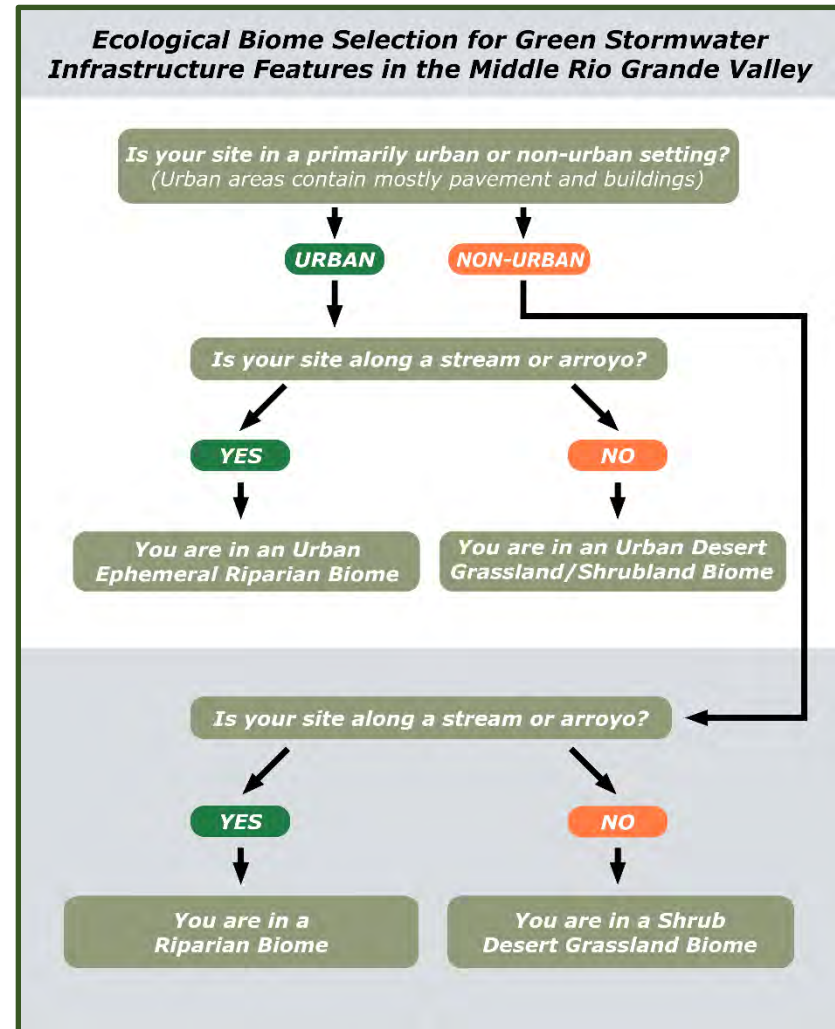 Ecological Biome Selection for Green Stormwater
Infrastructure Features in the Middle Rio Grande Valley
Is your site in a primarily urban or non-urban setting?
(Urban areas contain mostly pavement and buildings)
URBAN
NON-URBAN
Is your site along a stream or arroyo?
YES
NO
You are in an Urban
Ephemeral Riparian Biome
You are in an Urban Desert
Grassland/Shrubland Biome
Is your site along a stream or arroyo?
YES
NO
You are in a
Riparian Biome
You are in a Shrub
Desert Grassland Biome